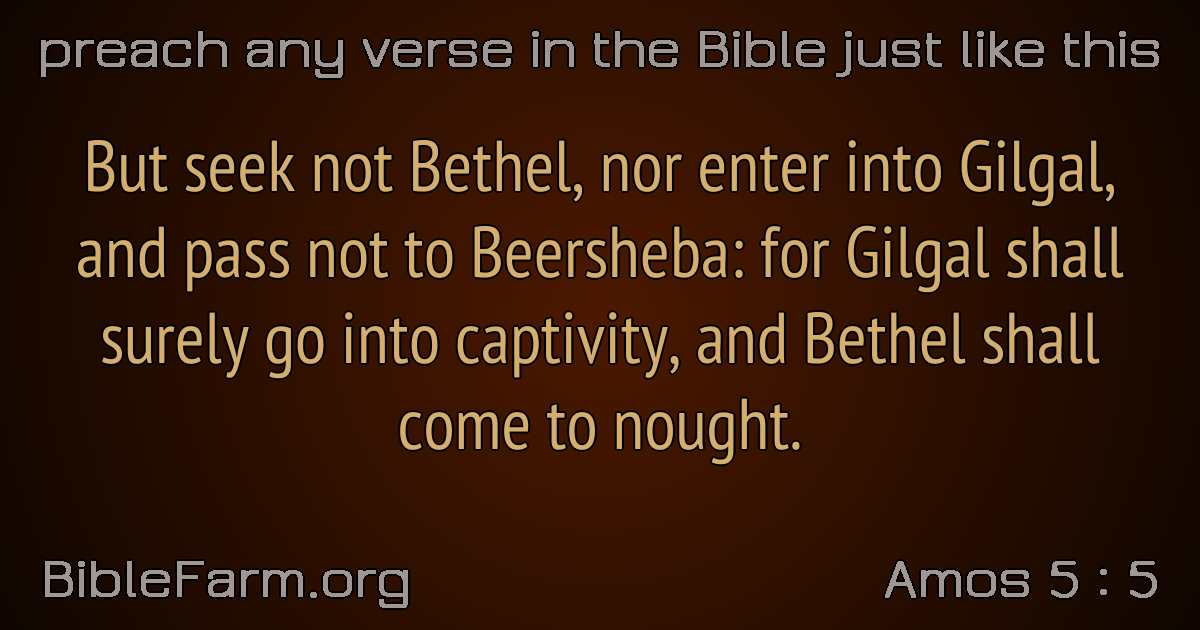 preach any verse in the Bible just like this
But seek not Bethel, nor enter into Gilgal,
and pass not to Beersheba: for Gilgal shall
surely go into captivity, and Bethel shall
come to nought.
BibleFarm.org
Amos 5 : 5